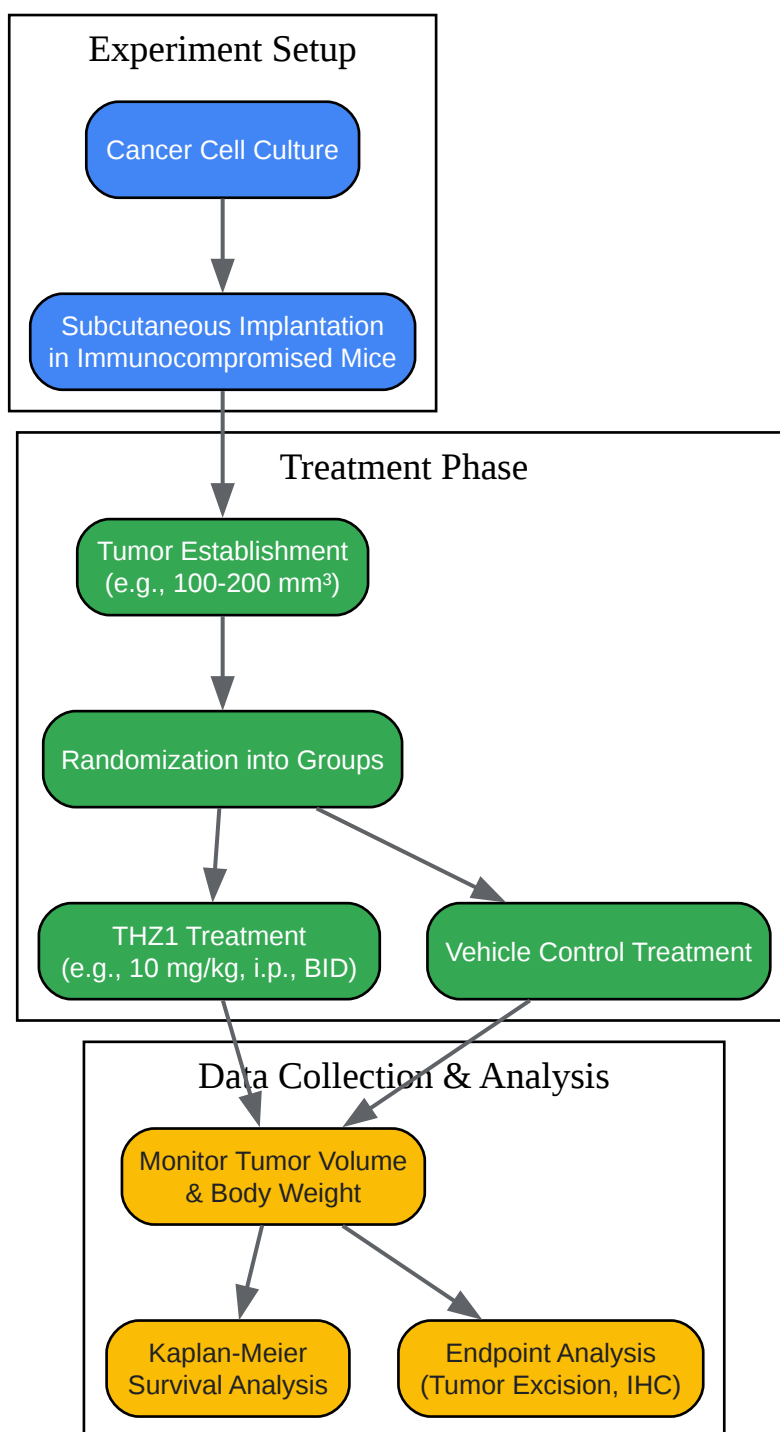 Experiment Setup
Cancer Cell Culture
Subcutaneous Implantation
in Immunocompromised Mice
Treatment Phase
Tumor Establishment
(e.g., 100-200 mm³)
Randomization into Groups
THZ1 Treatment
(e.g., 10 mg/kg, i.p., BID)
Vehicle Control Treatment
Data Collection & Analysis
Monitor Tumor Volume
& Body Weight
Kaplan-Meier
Survival Analysis
Endpoint Analysis
(Tumor Excision, IHC)